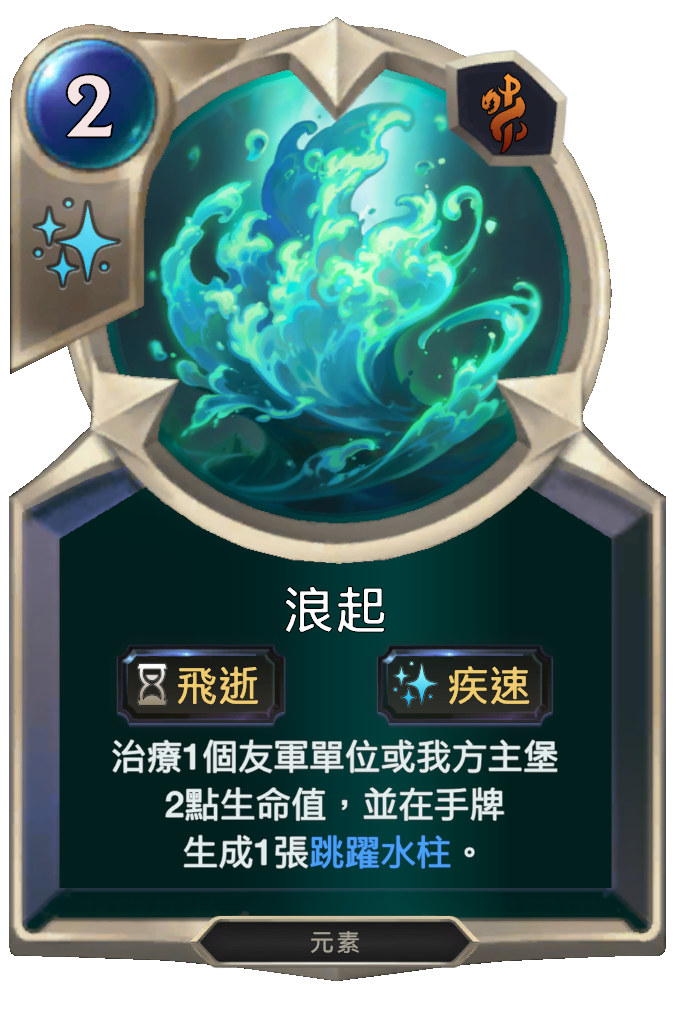 2
浪起
飛逝
疾速
治療1個友軍單位或我方主堡
2點生命值，並在手牌
生成1張跳躍水柱。
元素